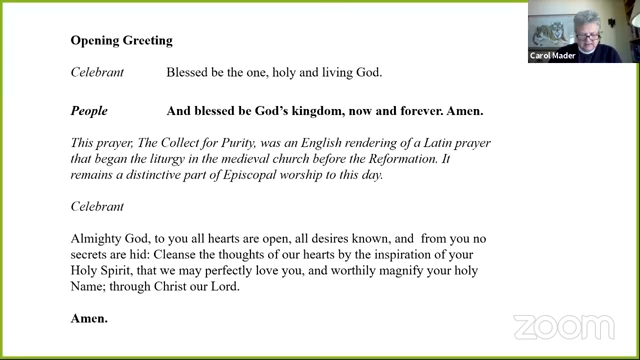 Opening Greeting
Celebrant Blessed be the one, holy and living God.
People And blessed be God's kingdom, now and forever. Amen.
This prayer, The Collect for Purity, was an English rendering of a Latin prayer
that began the liturgy in the medieval church before the Reformation. It
remains a distinctive part of Episcopal worship to this day.
Celebrant
Almighty God, to you all hearts are open, all desires known, and from you no
secrets are hid: Cleanse the thoughts of our hearts by the inspiration of your
Holy Spirit, that we may perfectly love you, and worthily magnify your holy
Name; through Christ our Lord.
Amen.
Carol Mader
zoom